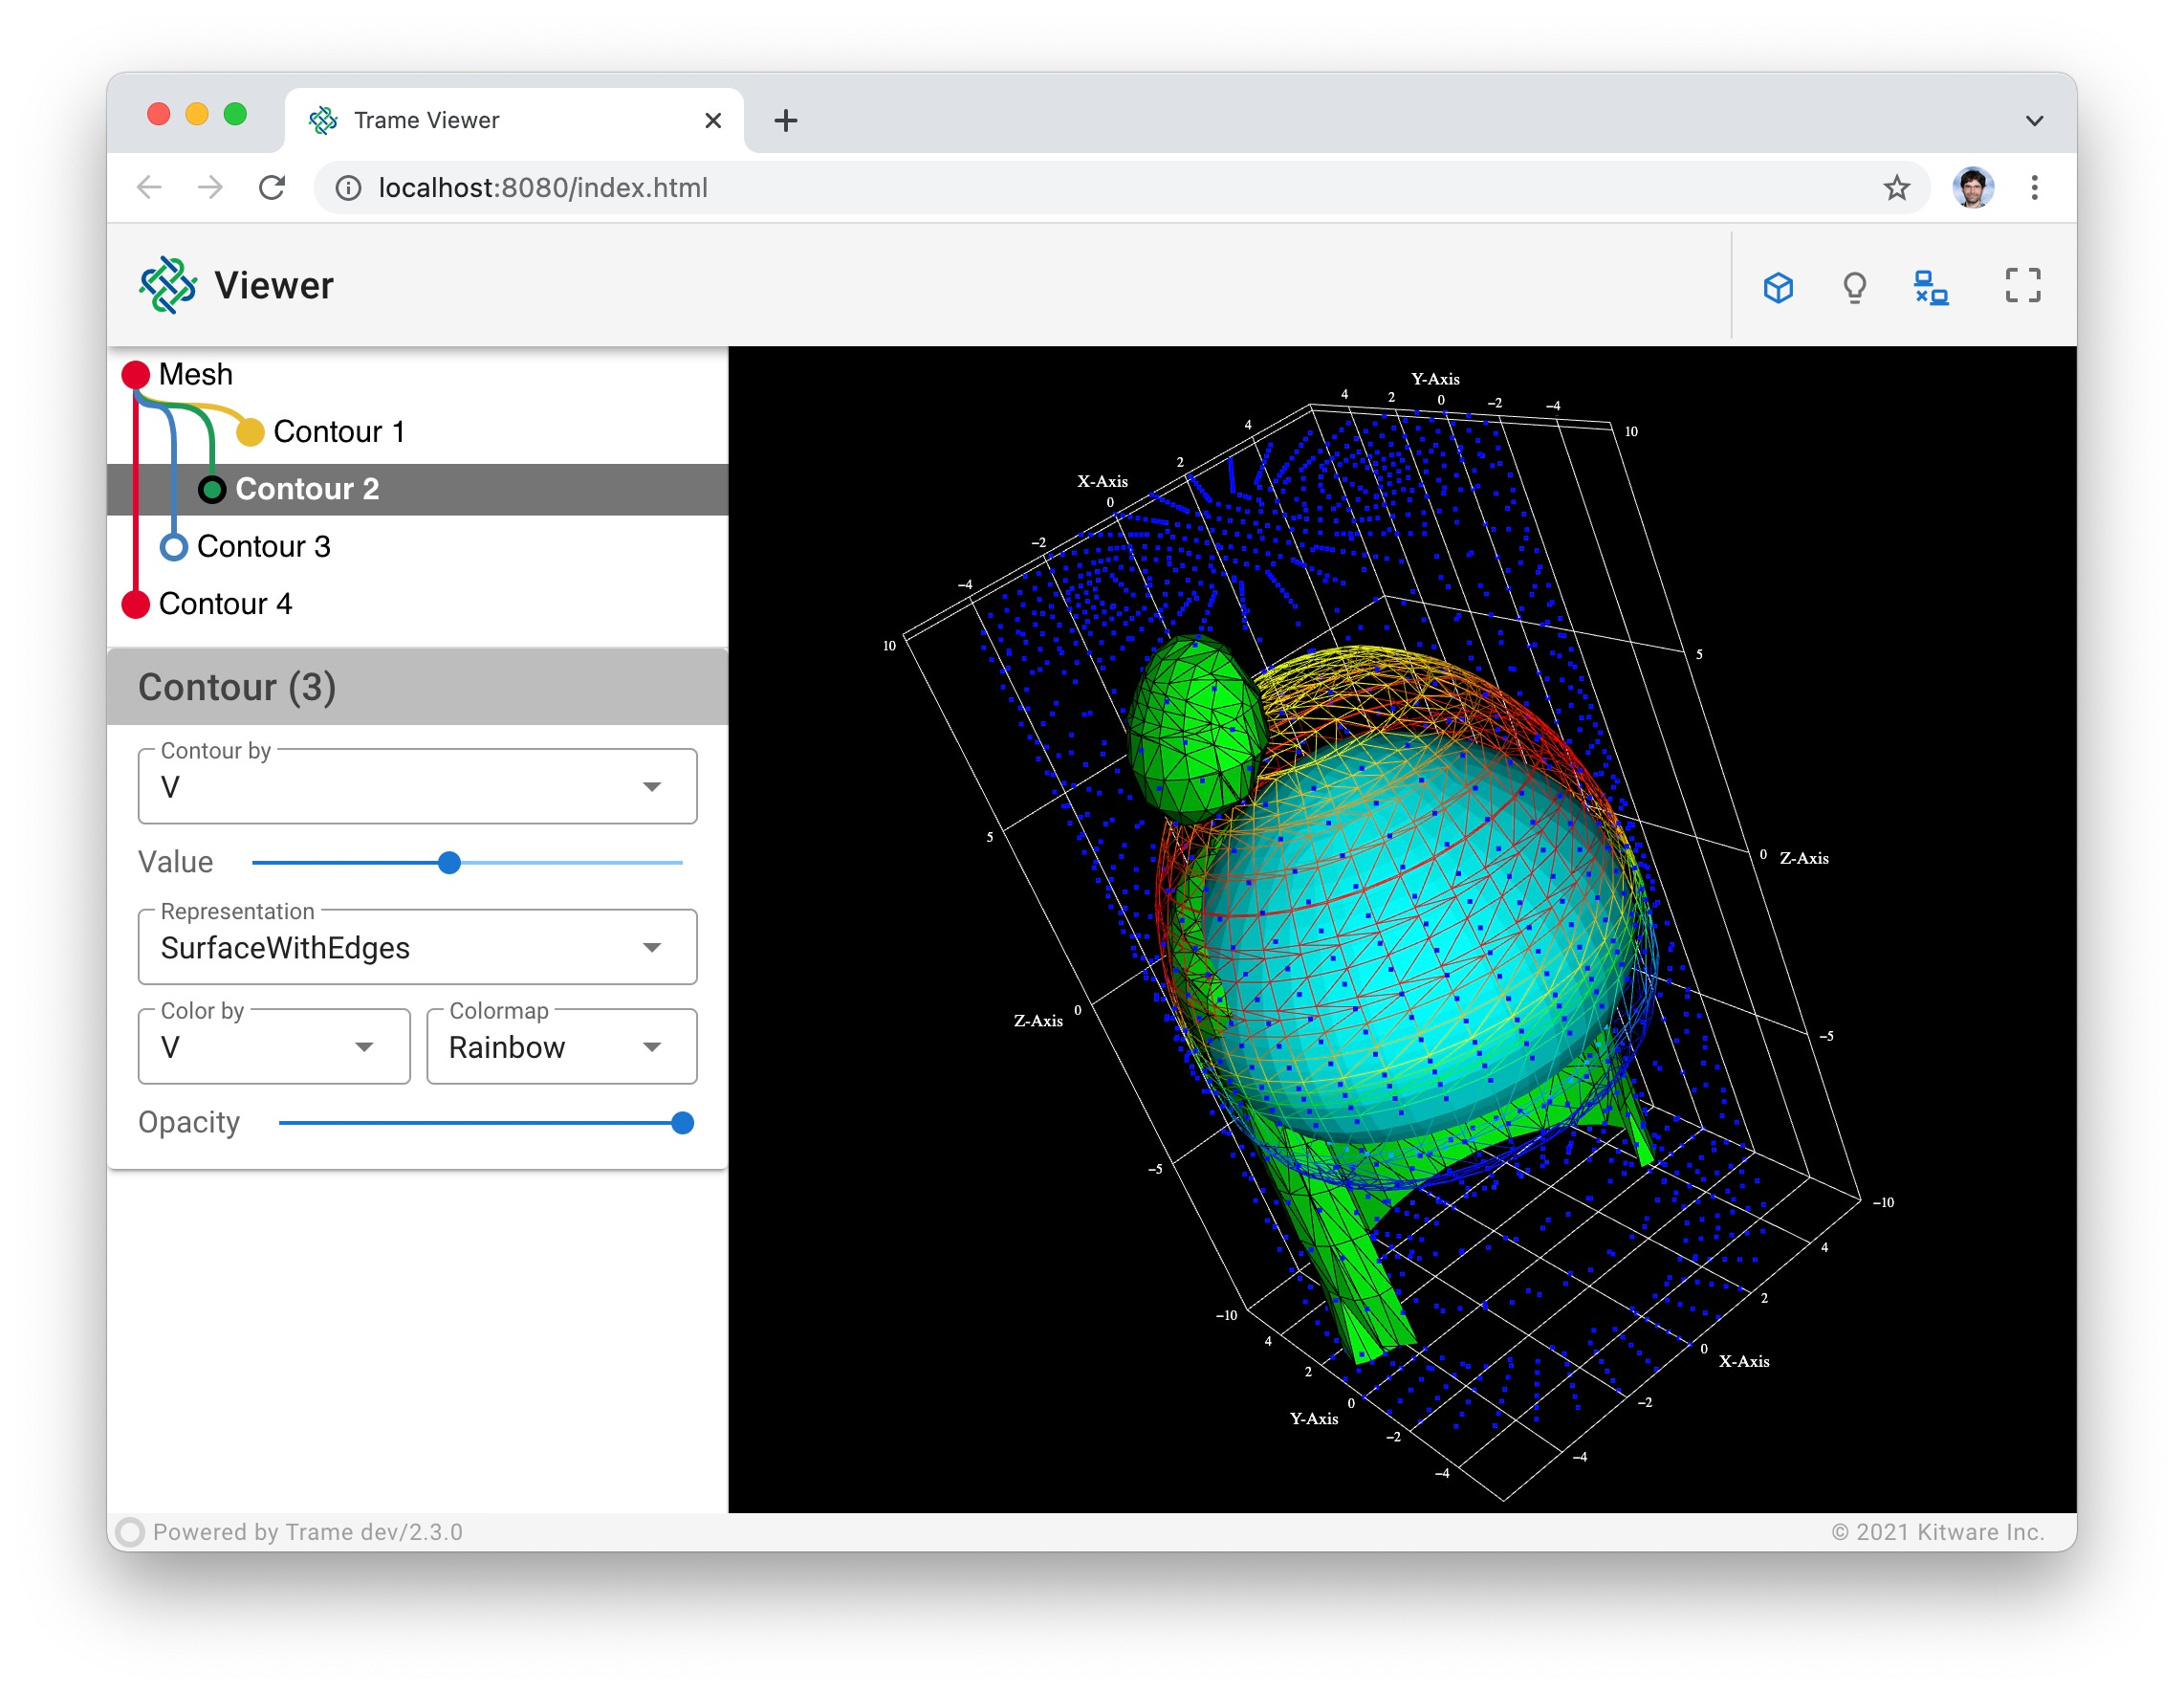 Trame Viewer
localhost:8080/index.html
Viewer
Mesh
Contour 1
Contour 2
Contour 3
Contour 4
Contour (3)
Contour by
V
Value
Representation
SurfaceWithEdges
Color by
V
Colormap
Rainbow
Opacity
Y-Axis
4
2
0
−2
−4
10
4
2
X-Axis
0
−2
−4
10
5
5
0
Z-Axis
Z-Axis
0
−5
−5
−10
−10
4
4
2
2
0
X-Axis
0
Y-Axis
−2
−2
−4
−4
Powered by Trame dev/2.3.0
© 2021 Kitware Inc.